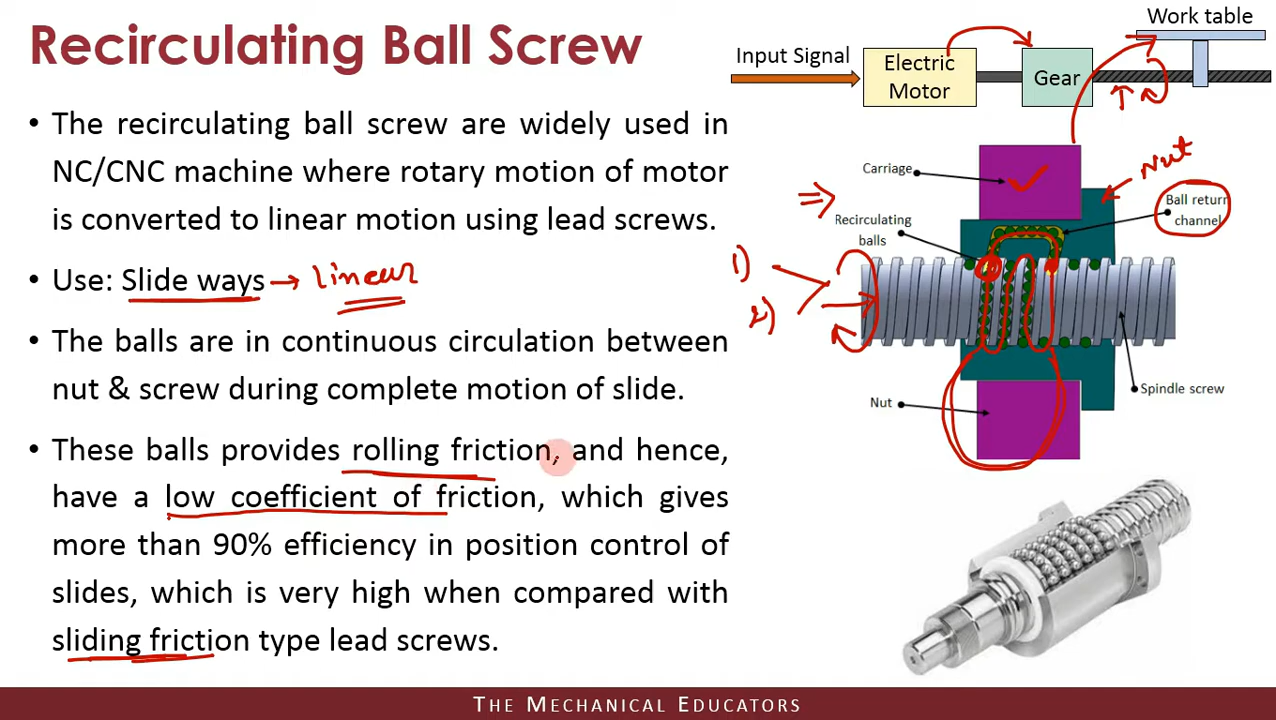 Recirculating Ball Screw
• The recirculating ball screw are widely used in
NC/CNC machine where rotary motion of motor
is converted to linear motion using lead screws.
• Use: Slide ways → linear
• The balls are in continuous circulation between
nut & screw during complete motion of slide.
• These balls provides rolling friction, and hence,
have a low coefficient of friction, which gives
more than 90% efficiency in position control of
slides, which is very high when compared with
sliding friction type lead screws.
Work table
Input Signal
Electric
Motor
Gear
Nut
Carriage
Ball return
channel
Recirculating
balls
1)
2)
Spindle screw
Nut
THE MECHANICAL EDUCATORS